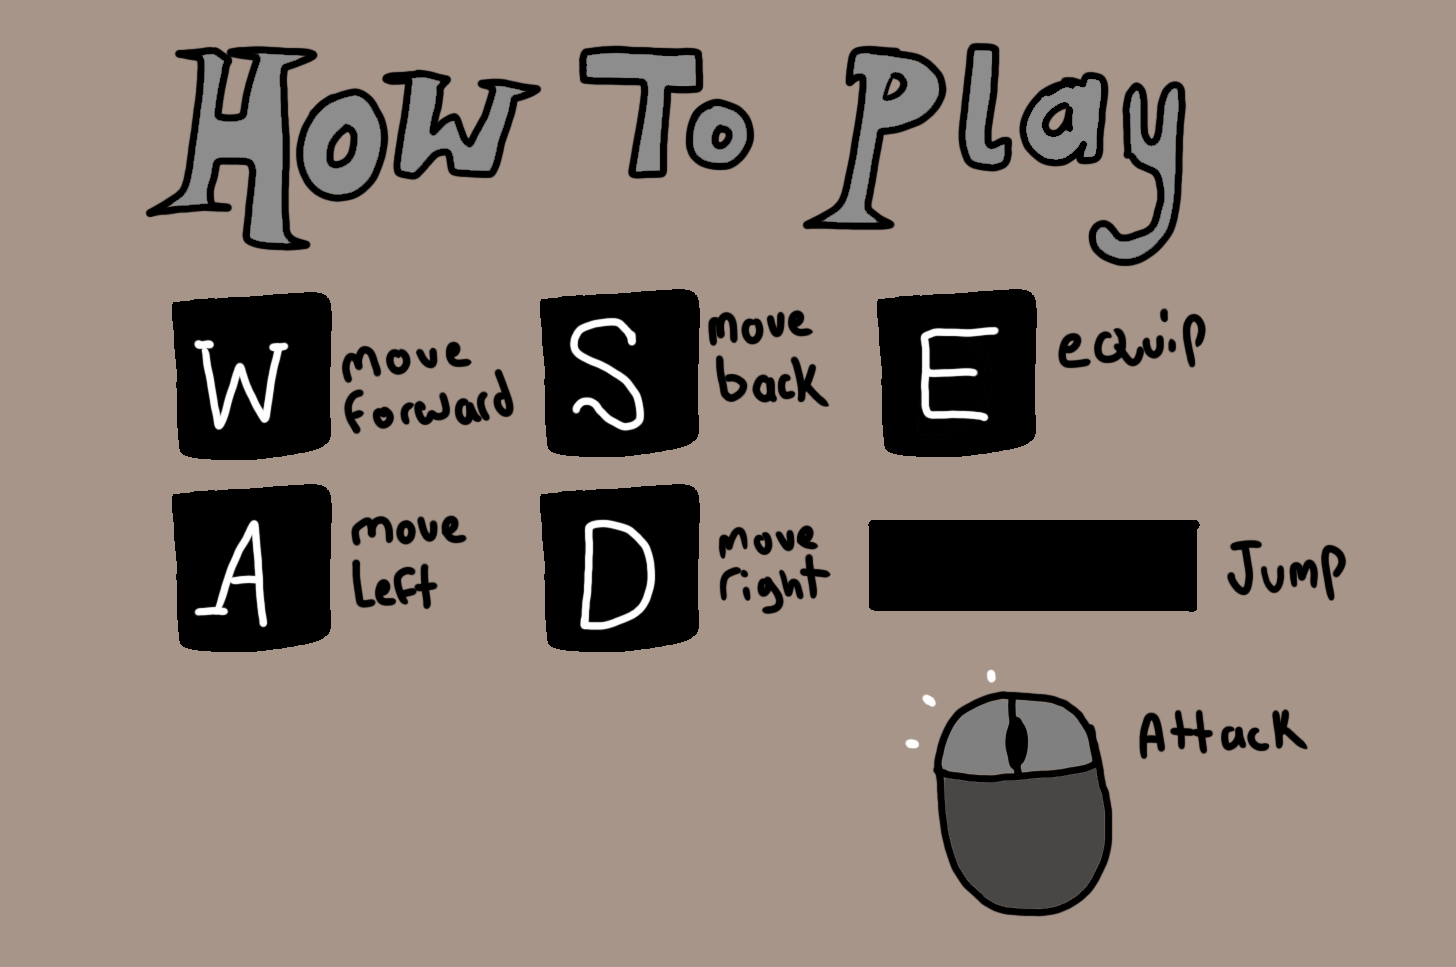 How To Play
W
move
forward
S
move
back
E
equip
A
move
left
D
move
right
Jump
Attack